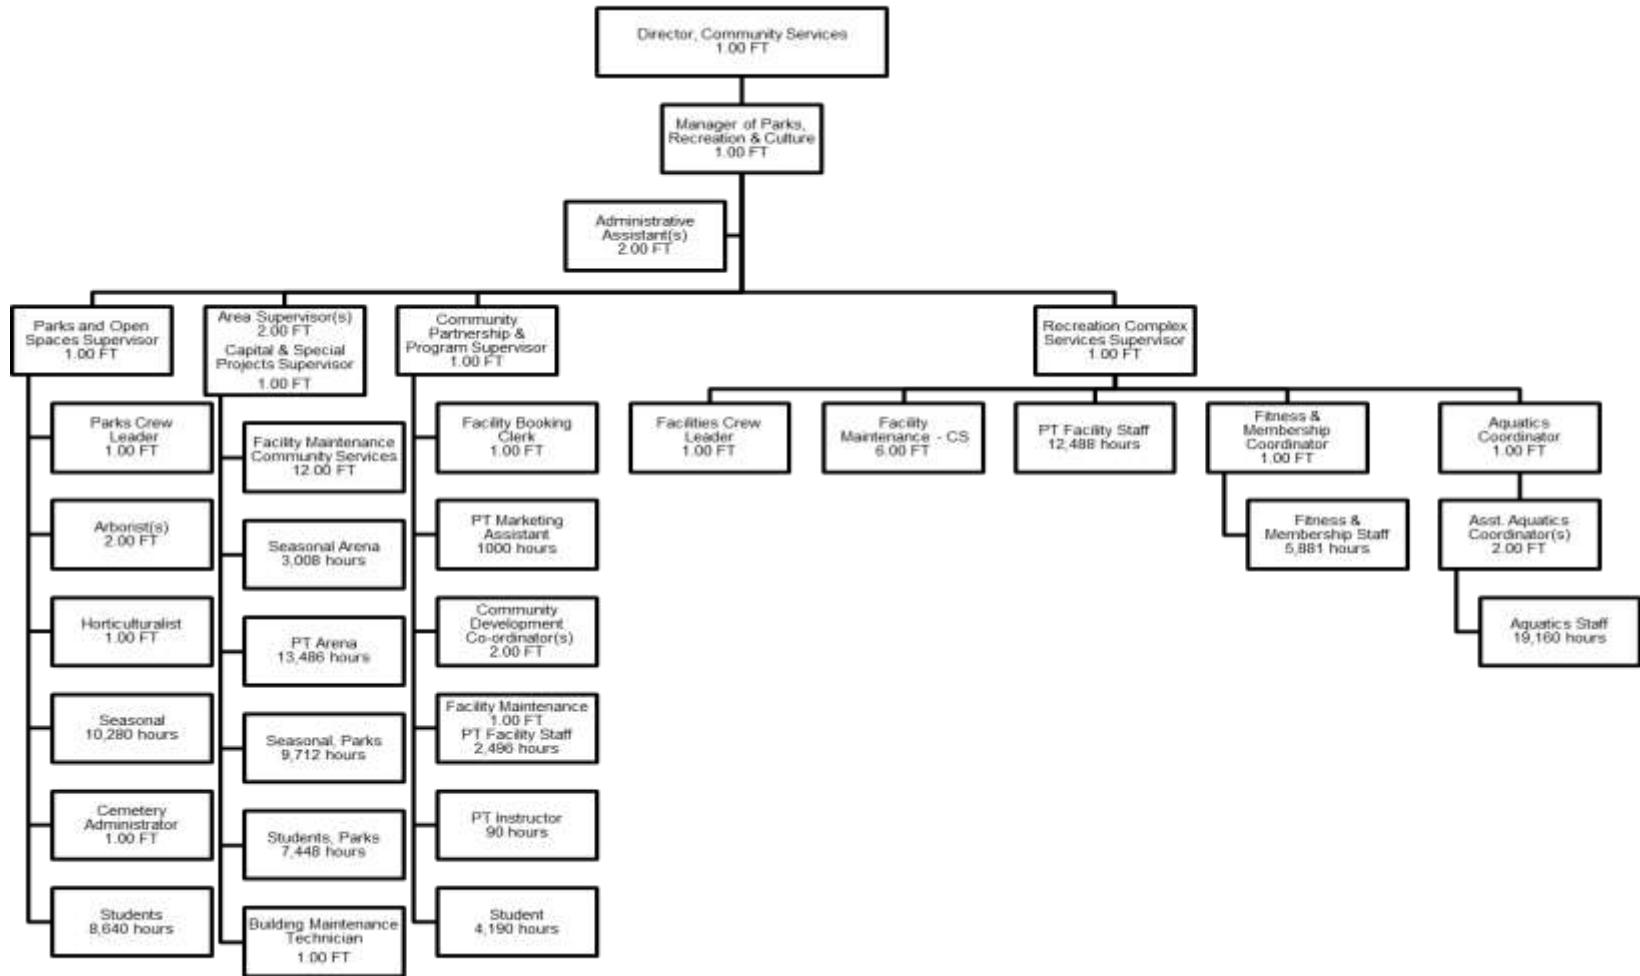 Director, Community Services
1.00 FT
Manager of Parks,
Recreation & Culture
1.00 FT
Administrative
Assistant(s)
2.00 FT
Parks and Open
Spaces Supervisor
1.00 FT
Area Supervisor(s)
2.00 FT
Capital & Special
Projects Supervisor
1.00 FT
Community
Partnership &
Program Supervisor
1.00 FT
Recreation Complex
Services Supervisor
1.00 FT
Parks Crew
Leader
1.00 FT
Arborist(s)
2.00 FT
Horticulturalist
1.00 FT
Seasonal
10,280 hours
Cemetery
Administrator
1.00 FT
Students
8,640 hours
Facility Maintenance
Community Services
12.00 FT
Seasonal Arena
3,008 hours
PT Arena
13,486 hours
Seasonal, Parks
9,712 hours
Students, Parks
7,448 hours
Building Maintenance
Technician
1.00 FT
Facility Booking
Clerk
1.00 FT
PT Marketing
Assistant
1000 hours
Community
Development
Co-ordinator(s)
2.00 FT
Facility Maintenance
1.00 FT
PT Facility Staff
2,496 hours
PT Instructor
90 hours
Student
4,190 hours
Facilities Crew
Leader
1.00 FT
Facility
Maintenance - CS
6.00 FT
PT Facility Staff
12,488 hours
Fitness &
Membership
Coordinator
1.00 FT
Fitness &
Membership Staff
5,881 hours
Aquatics
Coordinator
1.00 FT
Asst. Aquatics
Coordinator(s)
2.00 FT
Aquatics Staff
19,160 hours